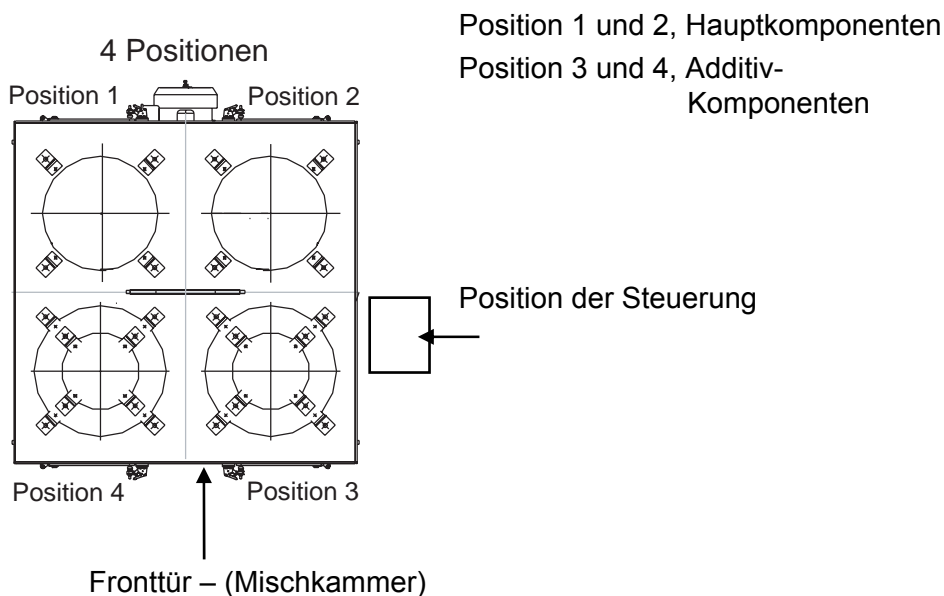 Position 1 und 2, Hauptkomponenten
4 Positionen
Position 3 und 4, Additiv-
Komponenten
Position 1
Position 2
Position der Steuerung
Position 4
Position 3
Fronttür – (Mischkammer)